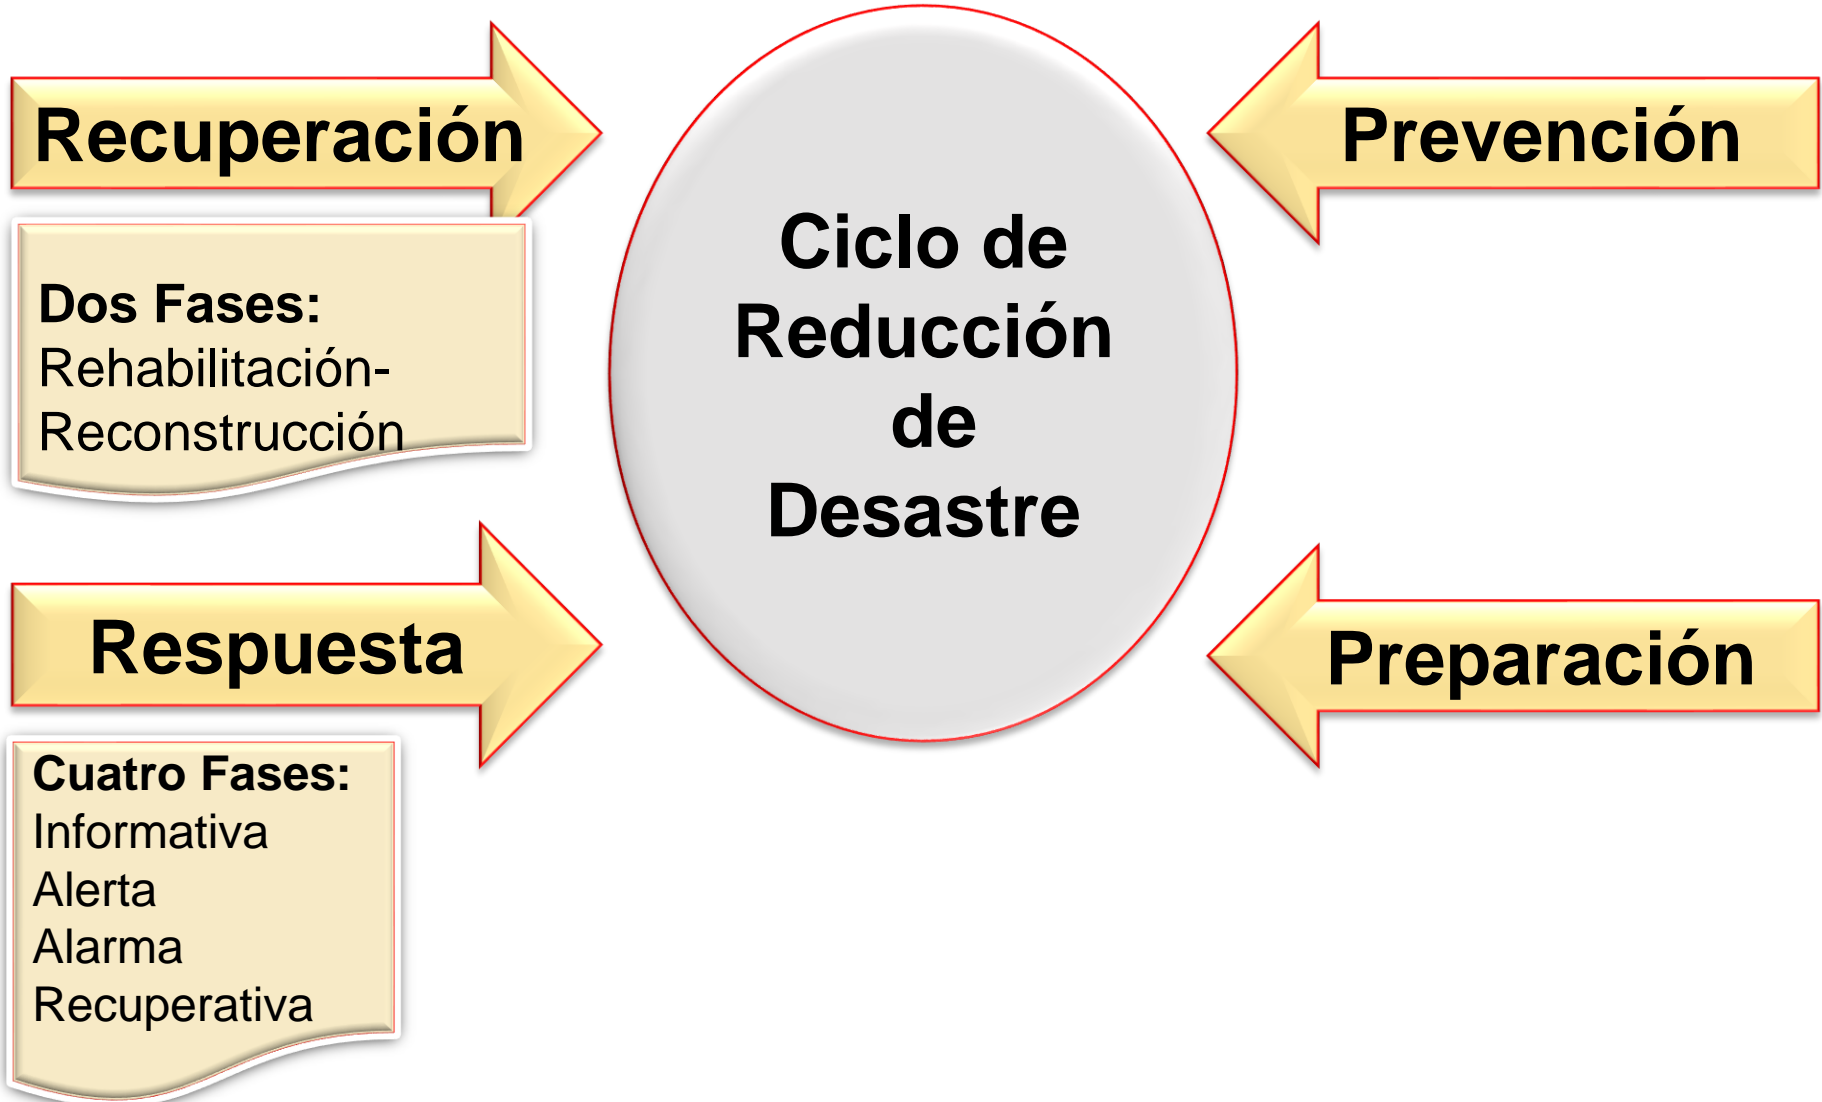 Recuperación
Dos Fases:
Rehabilitación-
Reconstrucción
Respuesta
Cuatro Fases:
Informativa
Alerta
Alarma
Recuperativa
Ciclo de
Reducción
de
Desastre
Prevención
Preparación